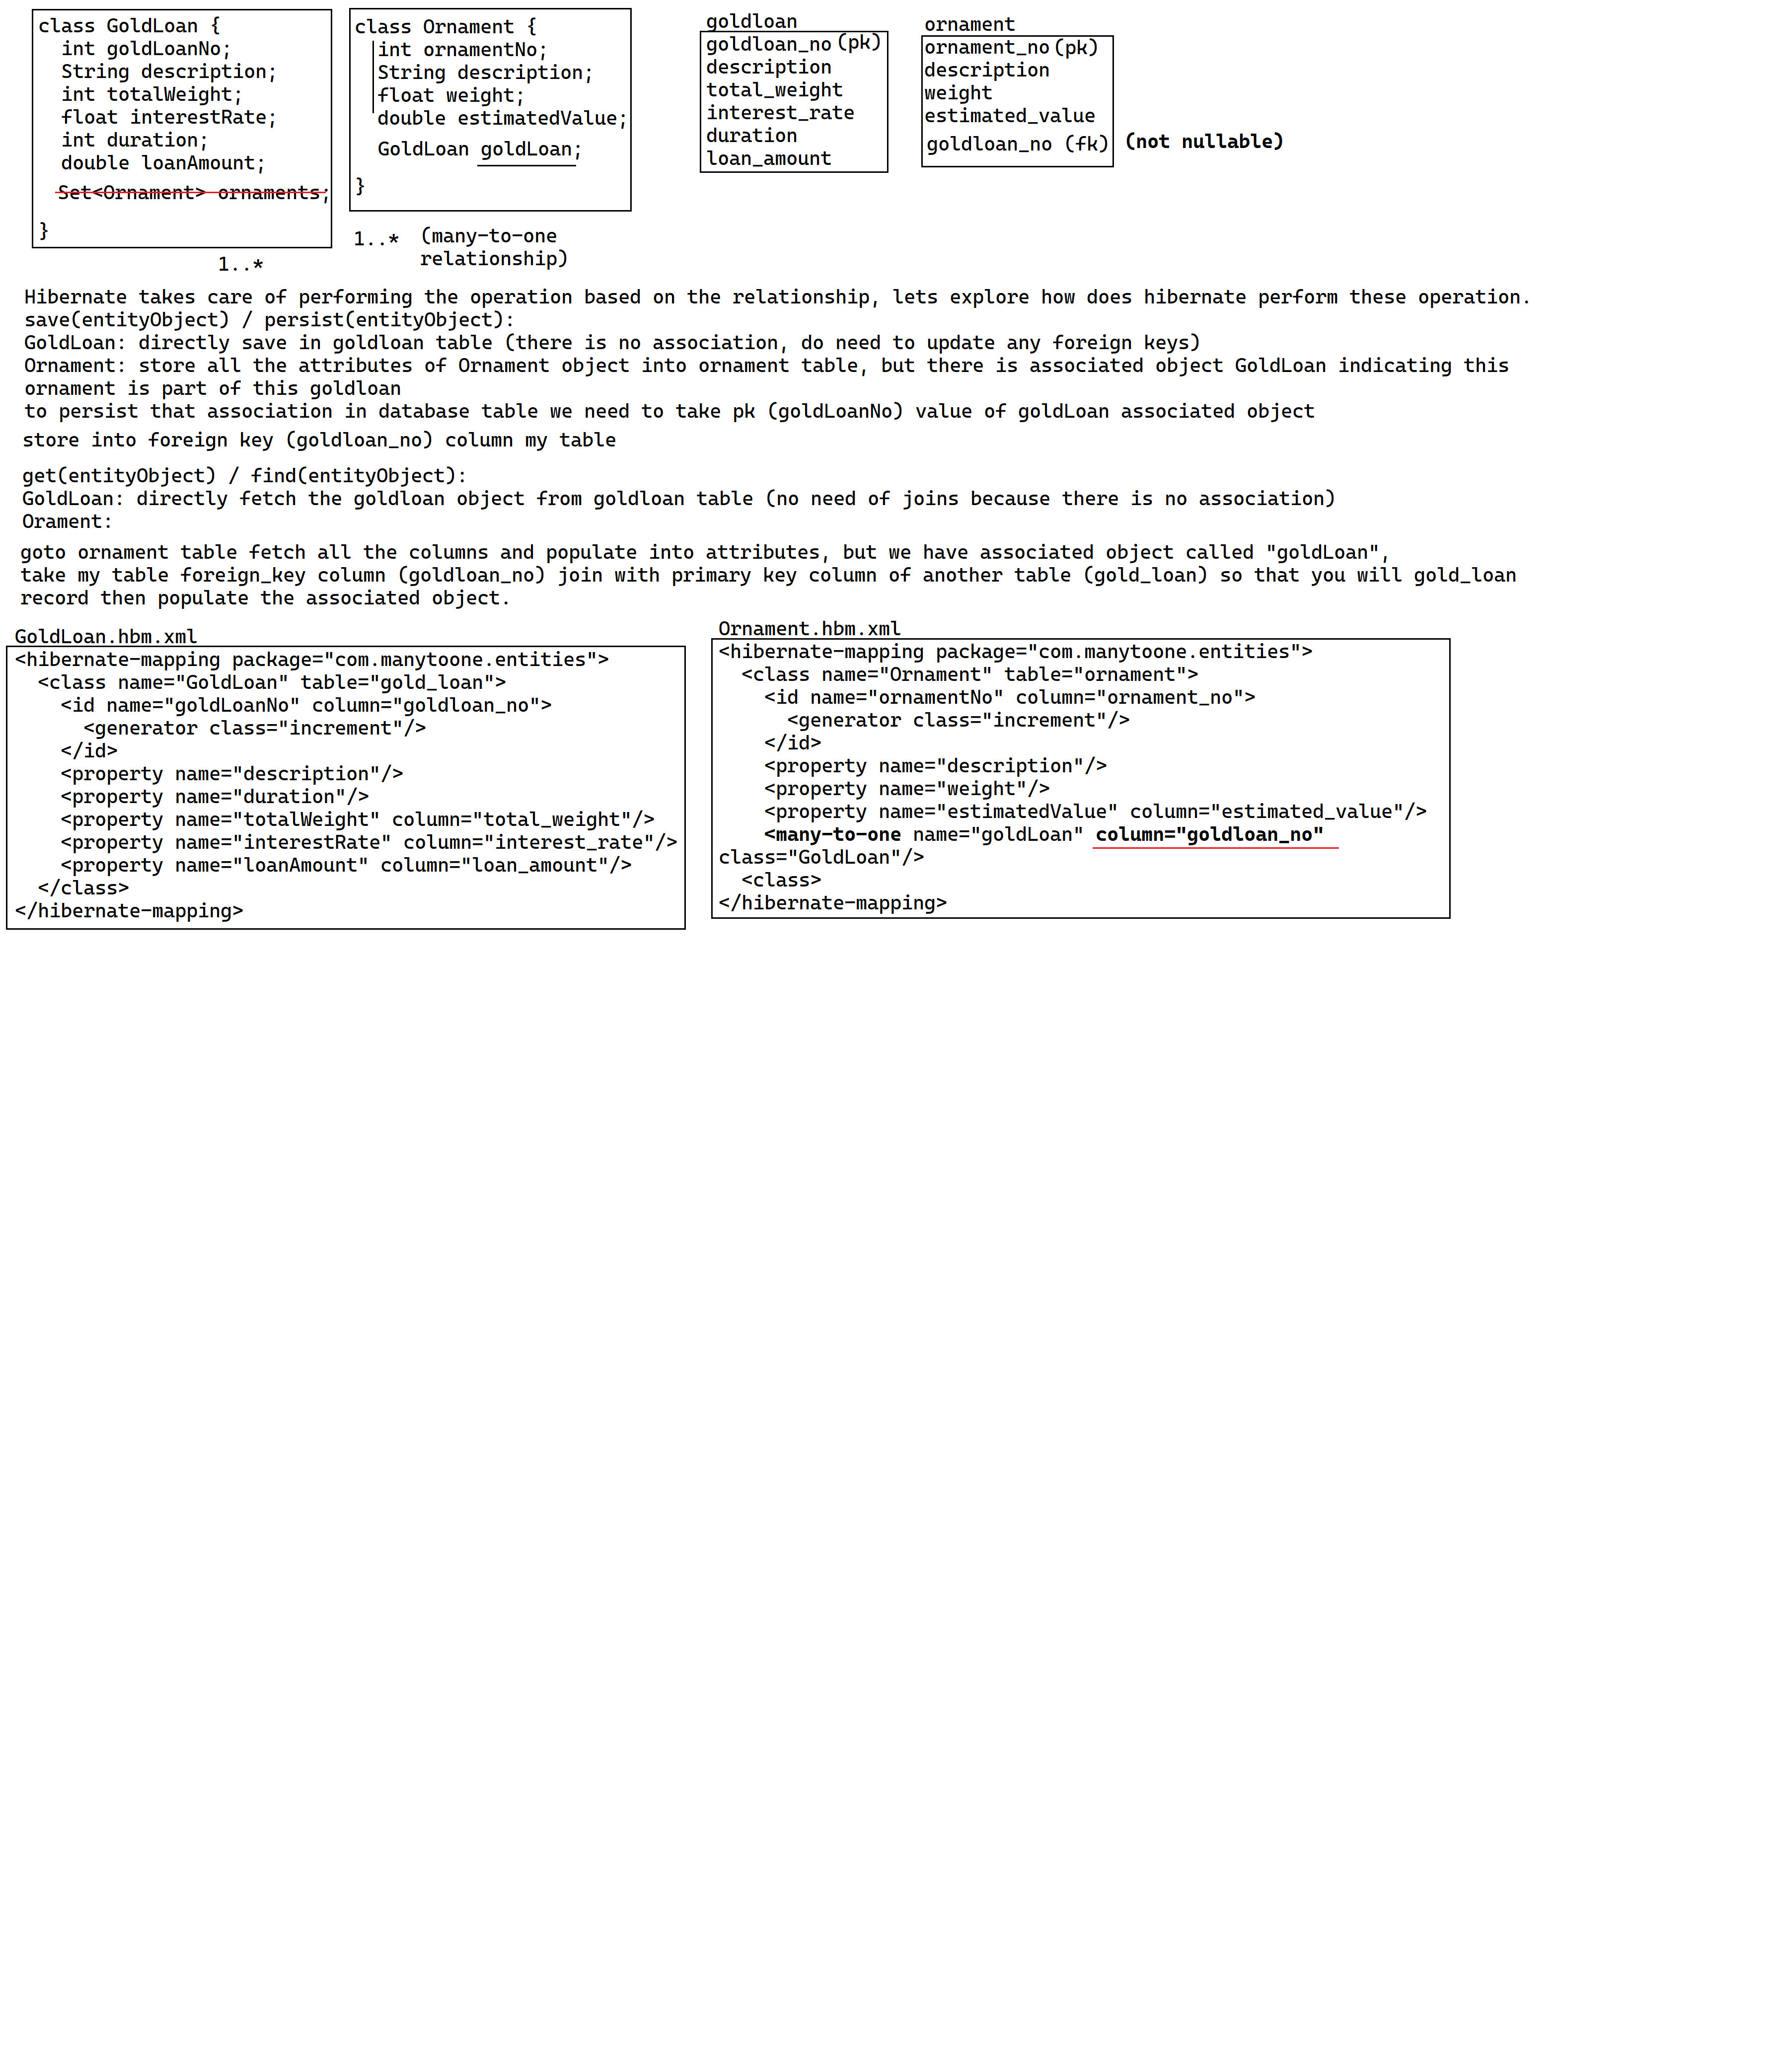 class GoldLoan {
  int goldLoanNo;
  String description;
  int totalWeight;
  float interestRate;
  int duration;
  double loanAmount;
  Set<Ornament> ornaments;
}
1..*
class Ornament {
  int ornamentNo;
  String description;
  float weight;
  double estimatedValue;
  GoldLoan goldLoan;
}
1..*
(many-to-one
relationship)
goldloan
goldloan_no (pk)
description
total_weight
interest_rate
duration
loan_amount
ornament
ornament_no (pk)
description
weight
estimated_value
goldloan_no (fk) (not nullable)
Hibernate takes care of performing the operation based on the relationship, lets explore how does hibernate perform these operation.
save(entityObject) / persist(entityObject):
GoldLoan: directly save in goldloan table (there is no association, do need to update any foreign keys)
Ornament: store all the attributes of Ornament object into ornament table, but there is associated object GoldLoan indicating this
ornament is part of this goldloan
to persist that association in database table we need to take pk (goldLoanNo) value of goldLoan associated object
store into foreign key (goldloan_no) column my table
get(entityObject) / find(entityObject):
GoldLoan: directly fetch the goldloan object from goldloan table (no need of joins because there is no association)
Orament:
goto ornament table fetch all the columns and populate into attributes, but we have associated object called "goldLoan",
take my table foreign_key column (goldloan_no) join with primary key column of another table (gold_loan) so that you will gold_loan
record then populate the associated object.
GoldLoan.hbm.xml
<hibernate-mapping package="com.manytoone.entities">
  <class name="GoldLoan" table="gold_loan">
    <id name="goldLoanNo" column="goldloan_no">
      <generator class="increment"/>
    </id>
    <property name="description"/>
    <property name="duration"/>
    <property name="totalWeight" column="total_weight"/>
    <property name="interestRate" column="interest_rate"/>
    <property name="loanAmount" column="loan_amount"/>
  </class>
</hibernate-mapping>
Ornament.hbm.xml
<hibernate-mapping package="com.manytoone.entities">
  <class name="Ornament" table="ornament">
    <id name="ornamentNo" column="ornament_no">
      <generator class="increment"/>
    </id>
    <property name="description"/>
    <property name="weight"/>
    <property name="estimatedValue" column="estimated_value"/>
    <many-to-one name="goldLoan" column="goldloan_no"
class="GoldLoan"/>
  <class>
</hibernate-mapping>